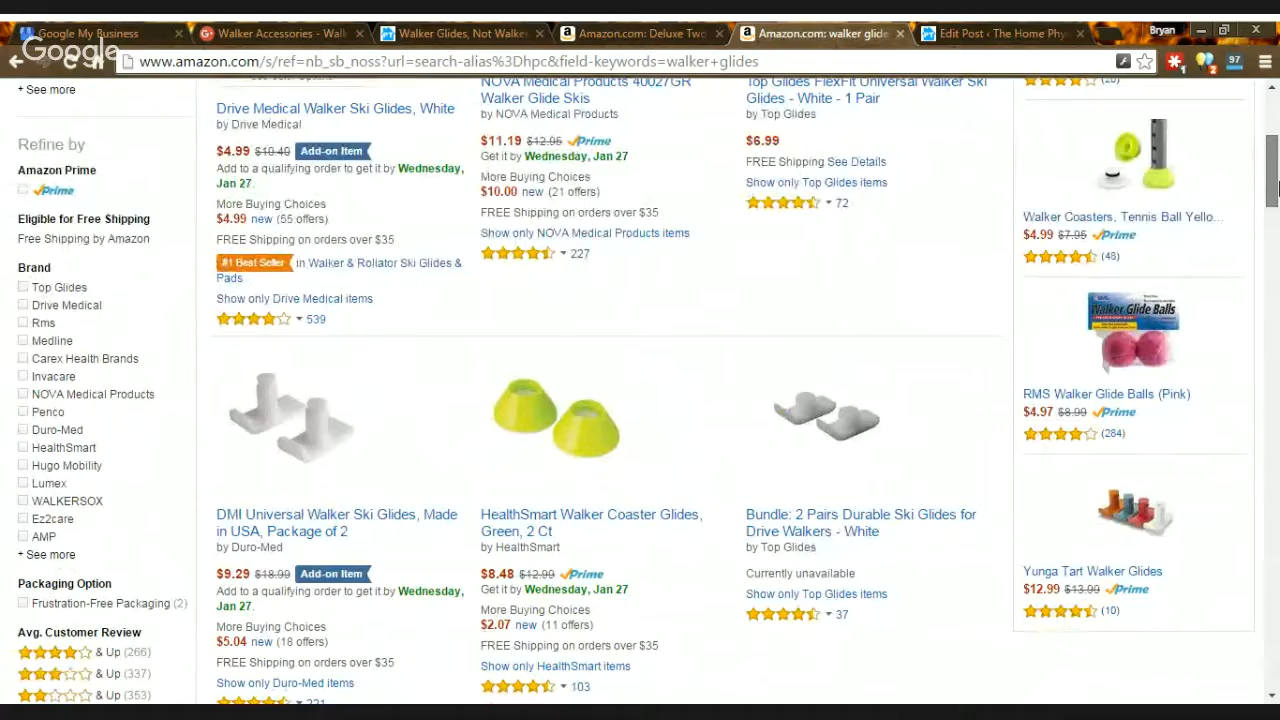 Google My Business
Walker Accessories - Wal
Walker Glides, Not Walker
Amazon.com: Deluxe Two
Amazon.com: walker glide
Edit Post ‹ The Home Phy
Bryan
Google
www.amazon.com/s/ref=nb_sb_noss?url=search-alias%3Dhpc&field-keywords=walker+glides
97
1
2
+ See more
Refine by
Amazon Prime
Prime
Eligible for Free Shipping
Free Shipping by Amazon
Brand
Top Glides
Drive Medical
Rms
Medline
Carex Health Brands
Invacare
NOVA Medical Products
Penco
Duro-Med
HealthSmart
Hugo Mobility
Lumex
WALKERSOX
Ez2care
AMP
+ See more
Packaging Option
Frustration-Free Packaging (2)
Avg. Customer Review
& Up (266)
& Up (337)
& Up (353)
Drive Medical Walker Ski Glides, White
by Drive Medical
$4.99 $10.40 Add-on Item
Add to a qualifying order to get it by Wednesday,
Jan 27.
More Buying Choices
$4.99 new (55 offers)
FREE Shipping on orders over $35
#1 Best Seller in Walker & Rollator Ski Glides &
Pads
Show only Drive Medical items
539
NOVA Medical Products 40027GR
Walker Glide Skis
by NOVA Medical Products
$11.19 $12.95 Prime
Get it by Wednesday, Jan 27
More Buying Choices
$10.00 new (21 offers)
FREE Shipping on orders over $35
Show only NOVA Medical Products items
227
Top Glides FlexFit Universal Walker Ski
Glides - White - 1 Pair
by Top Glides
$6.99
FREE Shipping See Details
Show only Top Glides items
72
DMI Universal Walker Ski Glides, Made
in USA, Package of 2
by Duro-Med
$9.29 $18.99 Add-on Item
Add to a qualifying order to get it by Wednesday,
Jan 27.
More Buying Choices
$5.04 new (18 offers)
FREE Shipping on orders over $35
Show only Duro-Med items
221
HealthSmart Walker Coaster Glides,
Green, 2 Ct
by HealthSmart
$8.48 $12.99 Prime
Get it by Wednesday, Jan 27
More Buying Choices
$2.07 new (11 offers)
FREE Shipping on orders over $35
Show only HealthSmart items
103
Bundle: 2 Pairs Durable Ski Glides for
Drive Walkers - White
by Top Glides
Currently unavailable
Show only Top Glides items
37
Walker Coasters, Tennis Ball Yello...
$4.99 $7.95 Prime
(46)
Walker Glide Balls
RMS Walker Glide Balls (Pink)
$4.97 $8.99 Prime
(284)
Yunga Tart Walker Glides
$12.99 $13.99 Prime
(10)